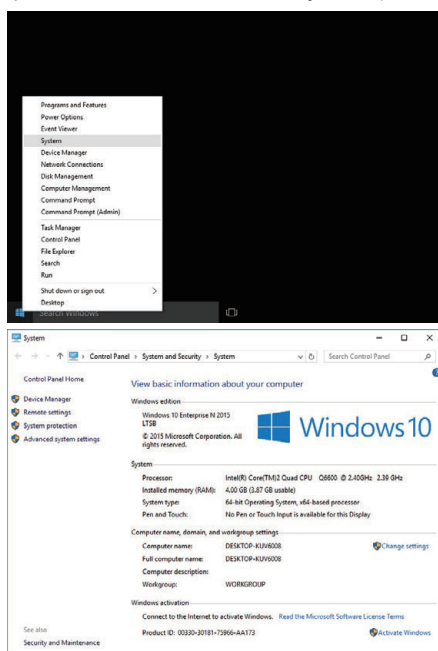 Programs and Features
Power Options
Event Viewer
System
Device Manager
Network Connections
Disk Management
Computer Management
Command Prompt
Command Prompt (Admin)
Task Manager
Control Panel
File Explorer
Search
Run
Shut down or sign out >
Desktop
Search Windows
System
Control Panel › System and Security › System
Search Control Panel
Control Panel Home
Device Manager
Remote settings
System protection
Advanced system settings
View basic information about your computer
Windows edition
Windows 10 Enterprise N 2015
LTSB
© 2015 Microsoft Corporation. All
rights reserved.
Windows 10
System
Processor: Intel(R) Core(TM)2 Quad CPU Q6600 @ 2.40GHz 2.39 GHz
Installed memory (RAM): 4.00 GB (3.87 GB usable)
System type: 64-bit Operating System, x64-based processor
Pen and Touch: No Pen or Touch Input is available for this Display
Computer name, domain, and workgroup settings
Computer name: DESKTOP-KUV6008
Change settings
Full computer name: DESKTOP-KUV6008
Computer description:
Workgroup: WORKGROUP
Windows activation
Connect to the Internet to activate Windows. Read the Microsoft Software License Terms
Product ID: 00330-30181-75966-AA173
Activate Windows
See also
Security and Maintenance